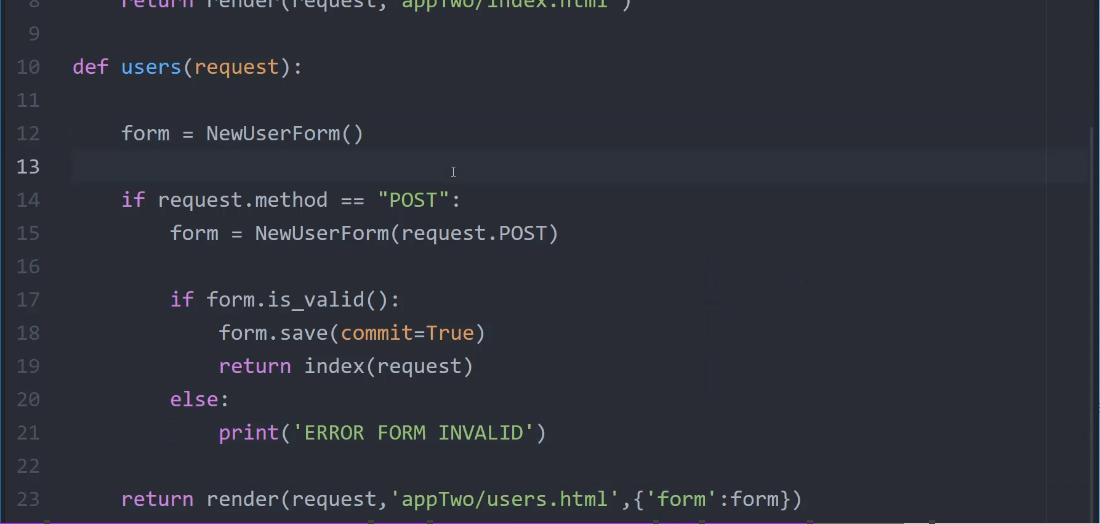 8 return render(request,'appTwo/index.html')
9
10 def users(request):
11
12 form = NewUserForm()
13
14 if request.method == "POST":
15 form = NewUserForm(request.POST)
16
17 if form.is_valid():
18 form.save(commit=True)
19 return index(request)
20 else:
21 print('ERROR FORM INVALID')
22
23 return render(request,'appTwo/users.html',{'form':form})